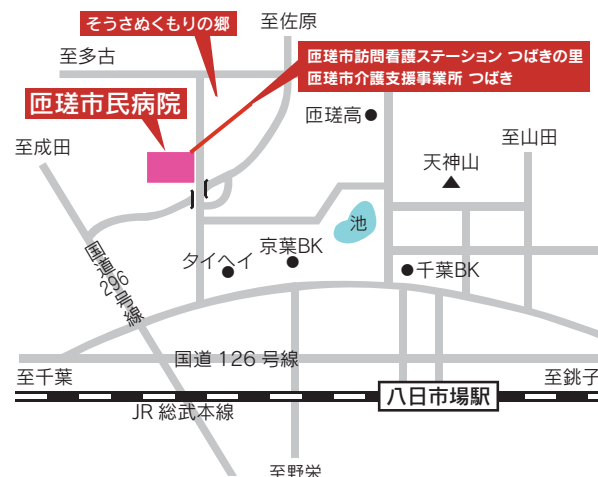 そうさぬくもりの郷
至佐原
至多古
匝瑳市訪問看護ステーション つばきの里
匝瑳市介護支援事業所 つばき
匝瑳市民病院
匝瑳高
至成田
至山田
天神山
池
京葉BK
タイヘイ
千葉BK
国道296号線
国道126号線
至千葉
至銚子
八日市場駅
JR総武本線
至野栄